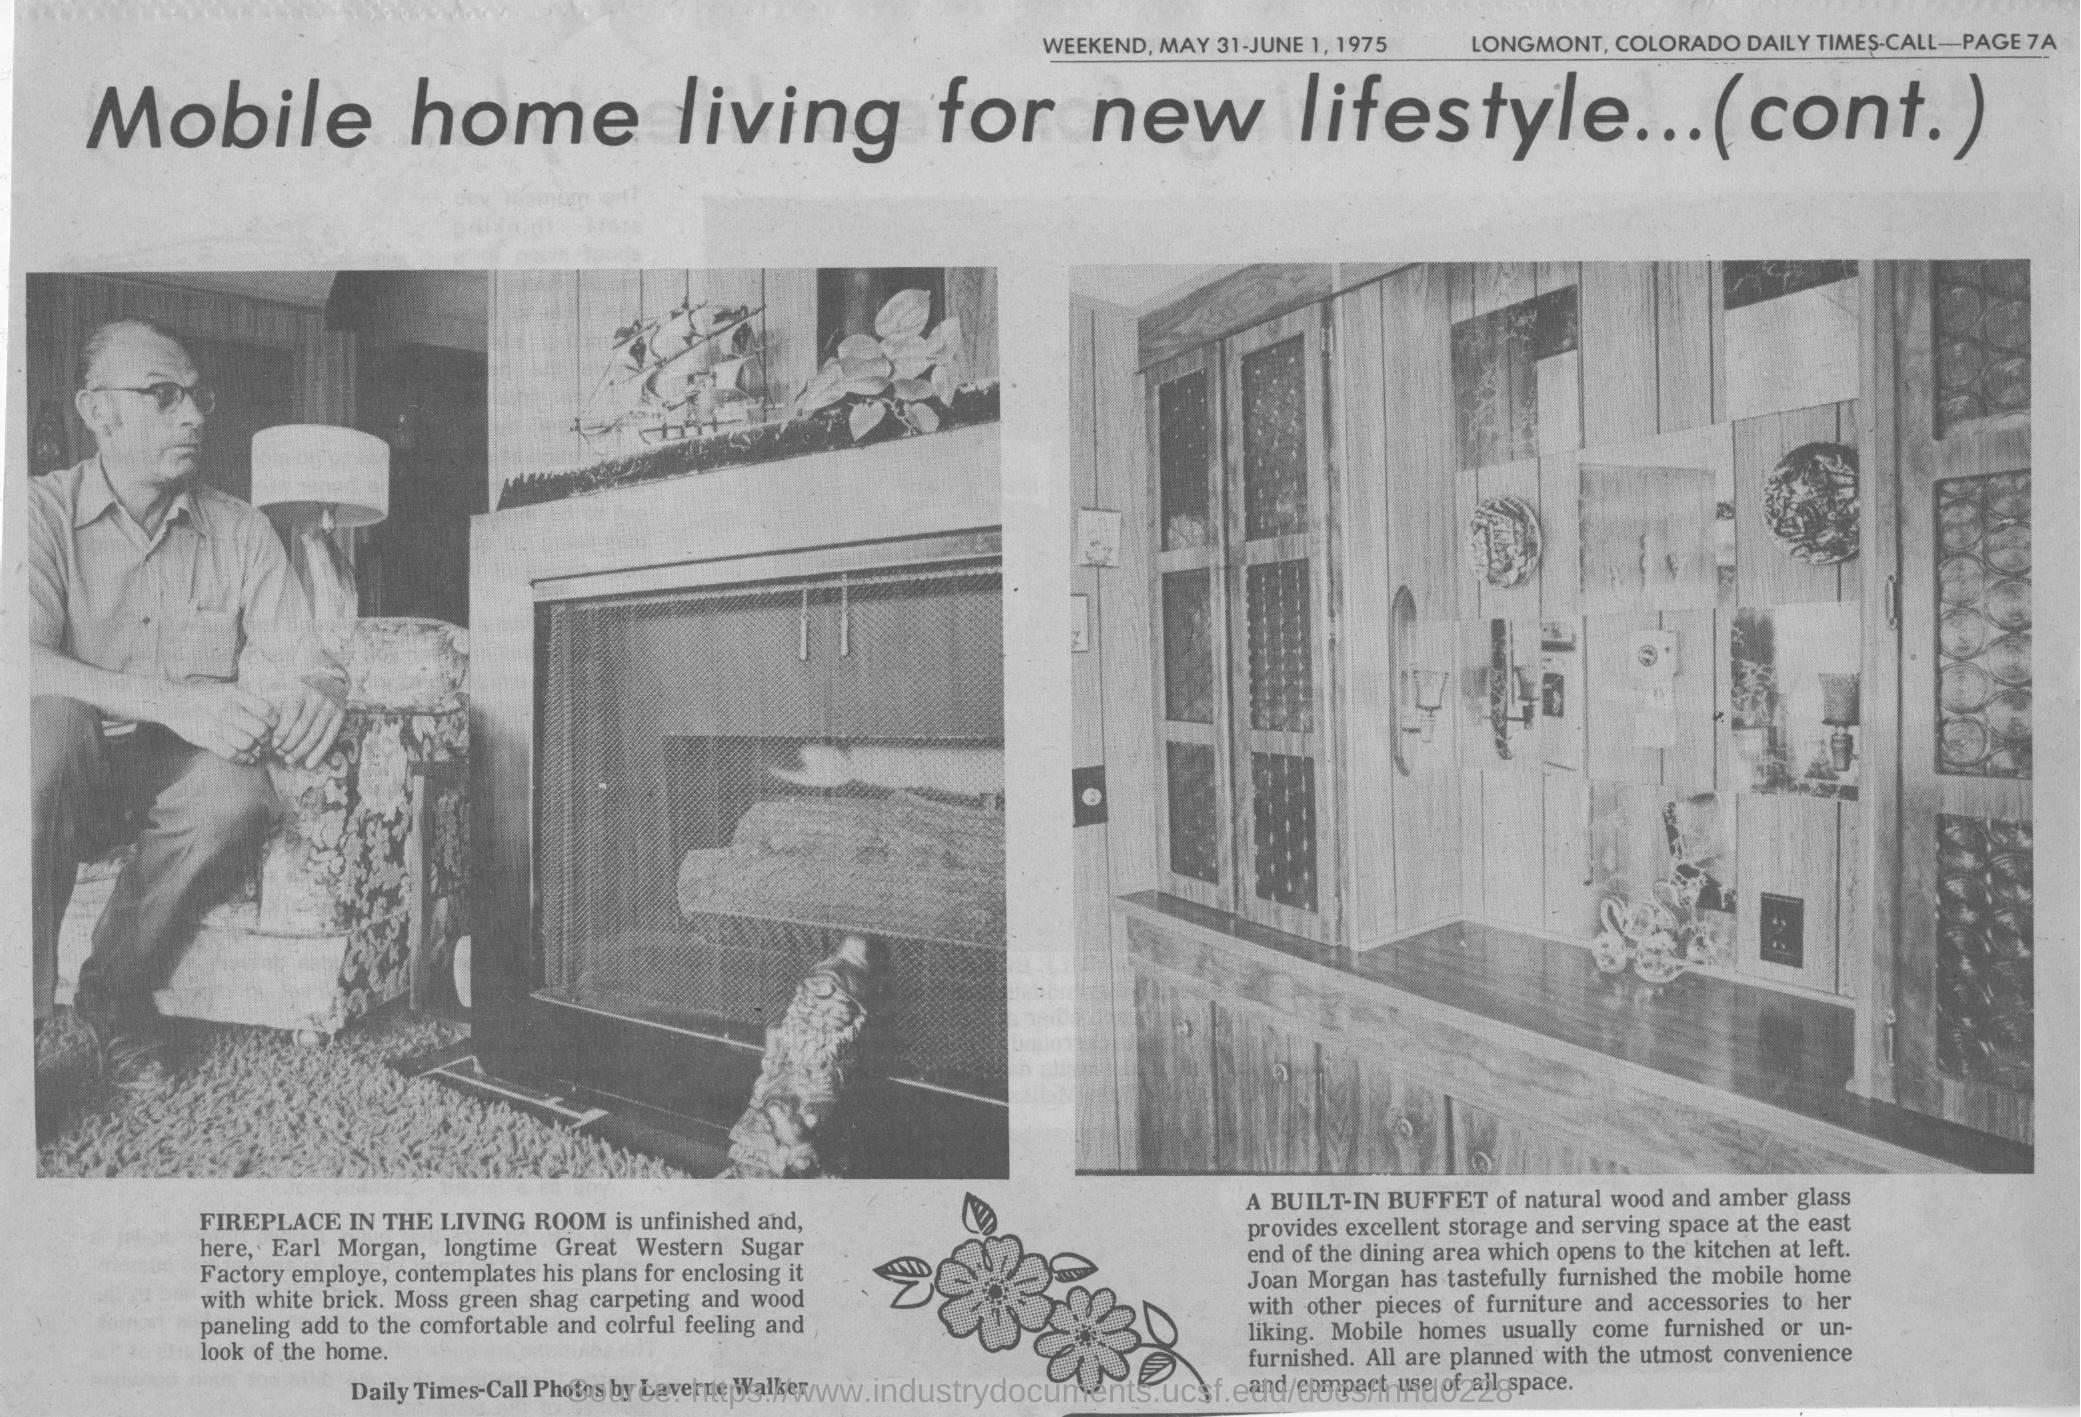 WEEKEND, MAY 31-JUNE 1, 1975 LONGMONT, COLORADO DAILY TIMES-CALL—PAGE 7A
Mobile home living for new lifestyle...(cont.)
FIREPLACE IN THE LIVING ROOM is unfinished and,
here, Earl Morgan, longtime Great Western Sugar
Factory employe, contemplates his plans for enclosing it
with white brick. Moss green shag carpeting and wood
paneling add to the comfortable and colrful feeling and
look of the home.
Daily Times-Call Photos by Laverne Walker
A BUILT-IN BUFFET of natural wood and amber glass
provides excellent storage and serving space at the east
end of the dining area which opens to the kitchen at left.
Joan Morgan has tastefully furnished the mobile home
with other pieces of furniture and accessories to her
liking. Mobile homes usually come furnished or un-
furnished. All are planned with the utmost convenience
and compact use of all space.
Source: https://www.industrydocuments.ucsf.edu/docs/lnnd0228